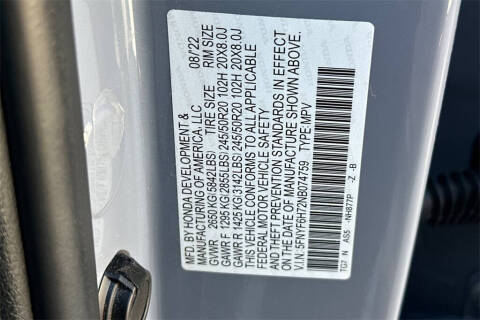 MFD. BY HONDA DEVELOPMENT & 08/'22
MANUFACTURING OF AMERICA, LLC
GVWR 2650 KG(5842LBS) TIRE SIZE RIM SIZE
GAWR F 1295 KG(2855LBS) 245/50R20 102H 20X8.0J
GAWR R 1425 KG(3142LBS) 245/50R20 102H 20X8.0J
THIS VEHICLE CONFORMS TO ALL APPLICABLE
FEDERAL MOTOR VEHICLE SAFETY
AND THEFT PREVENTION STANDARDS IN EFFECT
ON THE DATE OF MANUFACTURE SHOWN ABOVE.
V.I.N. 5FNYF6H72NB074759 TYPE:MPV
TG7 N AS5 -NH877P -Z -B